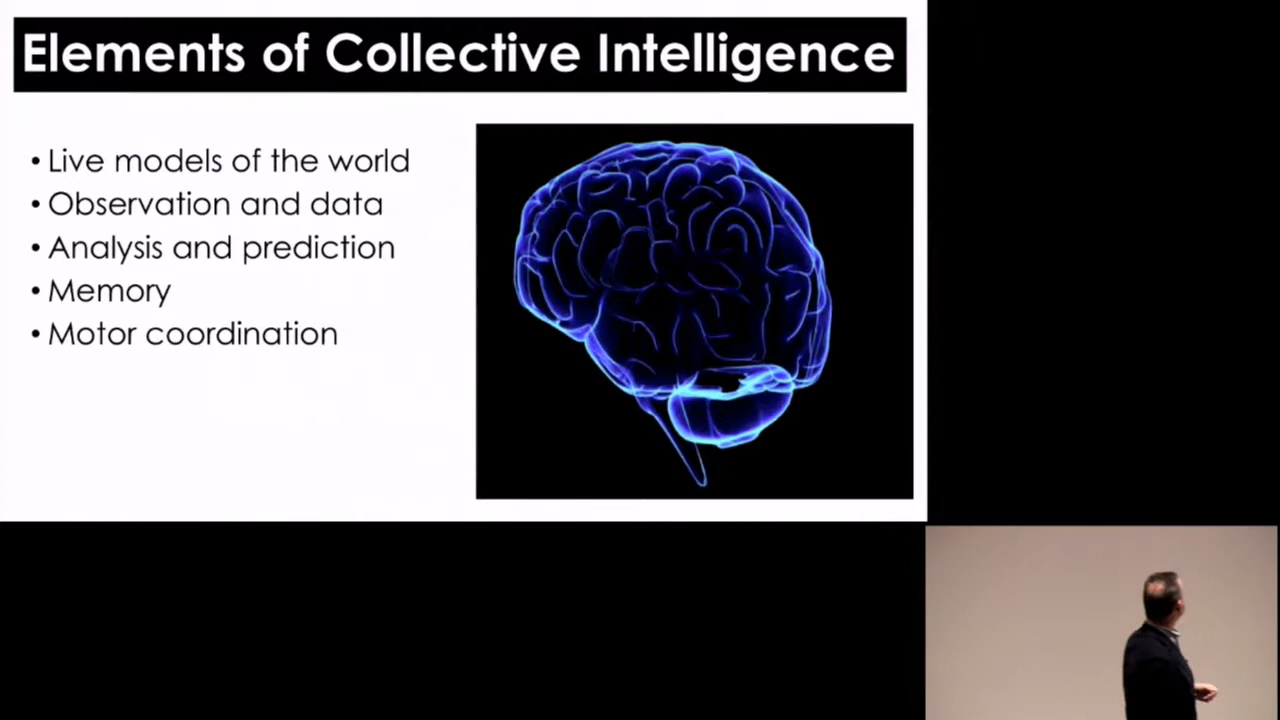 Elements of Collective Intelligence
• Live models of the world
• Observation and data
• Analysis and prediction
• Memory
• Motor coordination